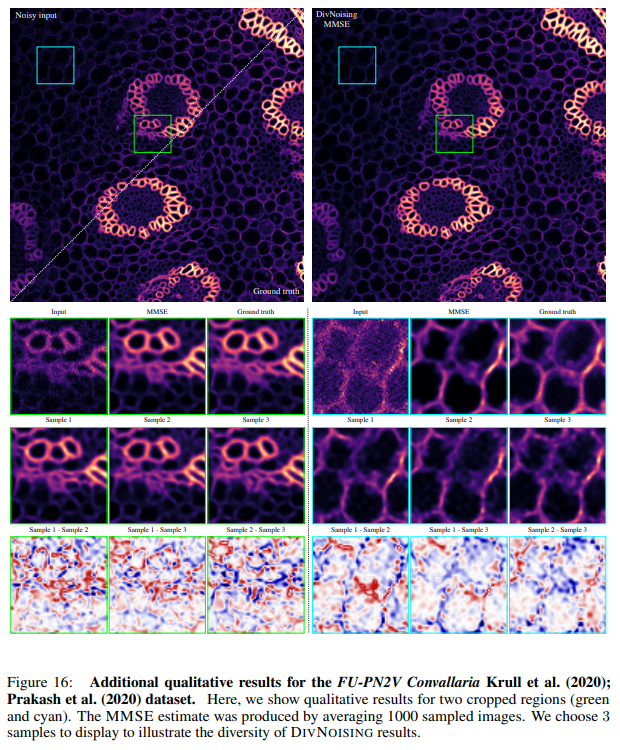 Noisy input
Ground truth
DivNoising
MMSE
Input MMSE Ground truth Input MMSE Ground truth
Sample 1 Sample 2 Sample 3 Sample 1 Sample 2 Sample 3
Sample 1 - Sample 2 Sample 1 - Sample 3 Sample 2 - Sample 3 Sample 1 - Sample 2 Sample 1 - Sample 3 Sample 2 - Sample 3
Figure 16: Additional qualitative results for the FU-PN2V Convallaria Krull et al. (2020);
Prakash et al. (2020) dataset. Here, we show qualitative results for two cropped regions (green
and cyan). The MMSE estimate was produced by averaging 1000 sampled images. We choose 3
samples to display to illustrate the diversity of DIVNOISING results.